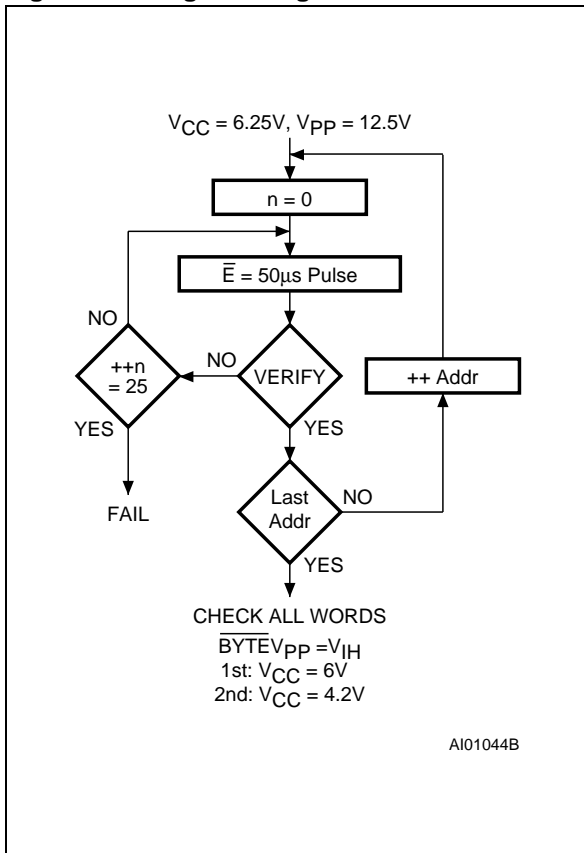 VCC = 6.25V, VPP = 12.5V
n = 0
E̅ = 50µs Pulse
NO
++n
= 25
NO
VERIFY
++ Addr
YES
YES
FAIL
Last
Addr
NO
YES
CHECK ALL WORDS
B̅Y̅T̅E̅VPP =VIH
1st: VCC = 6V
2nd: VCC = 4.2V
AI01044B